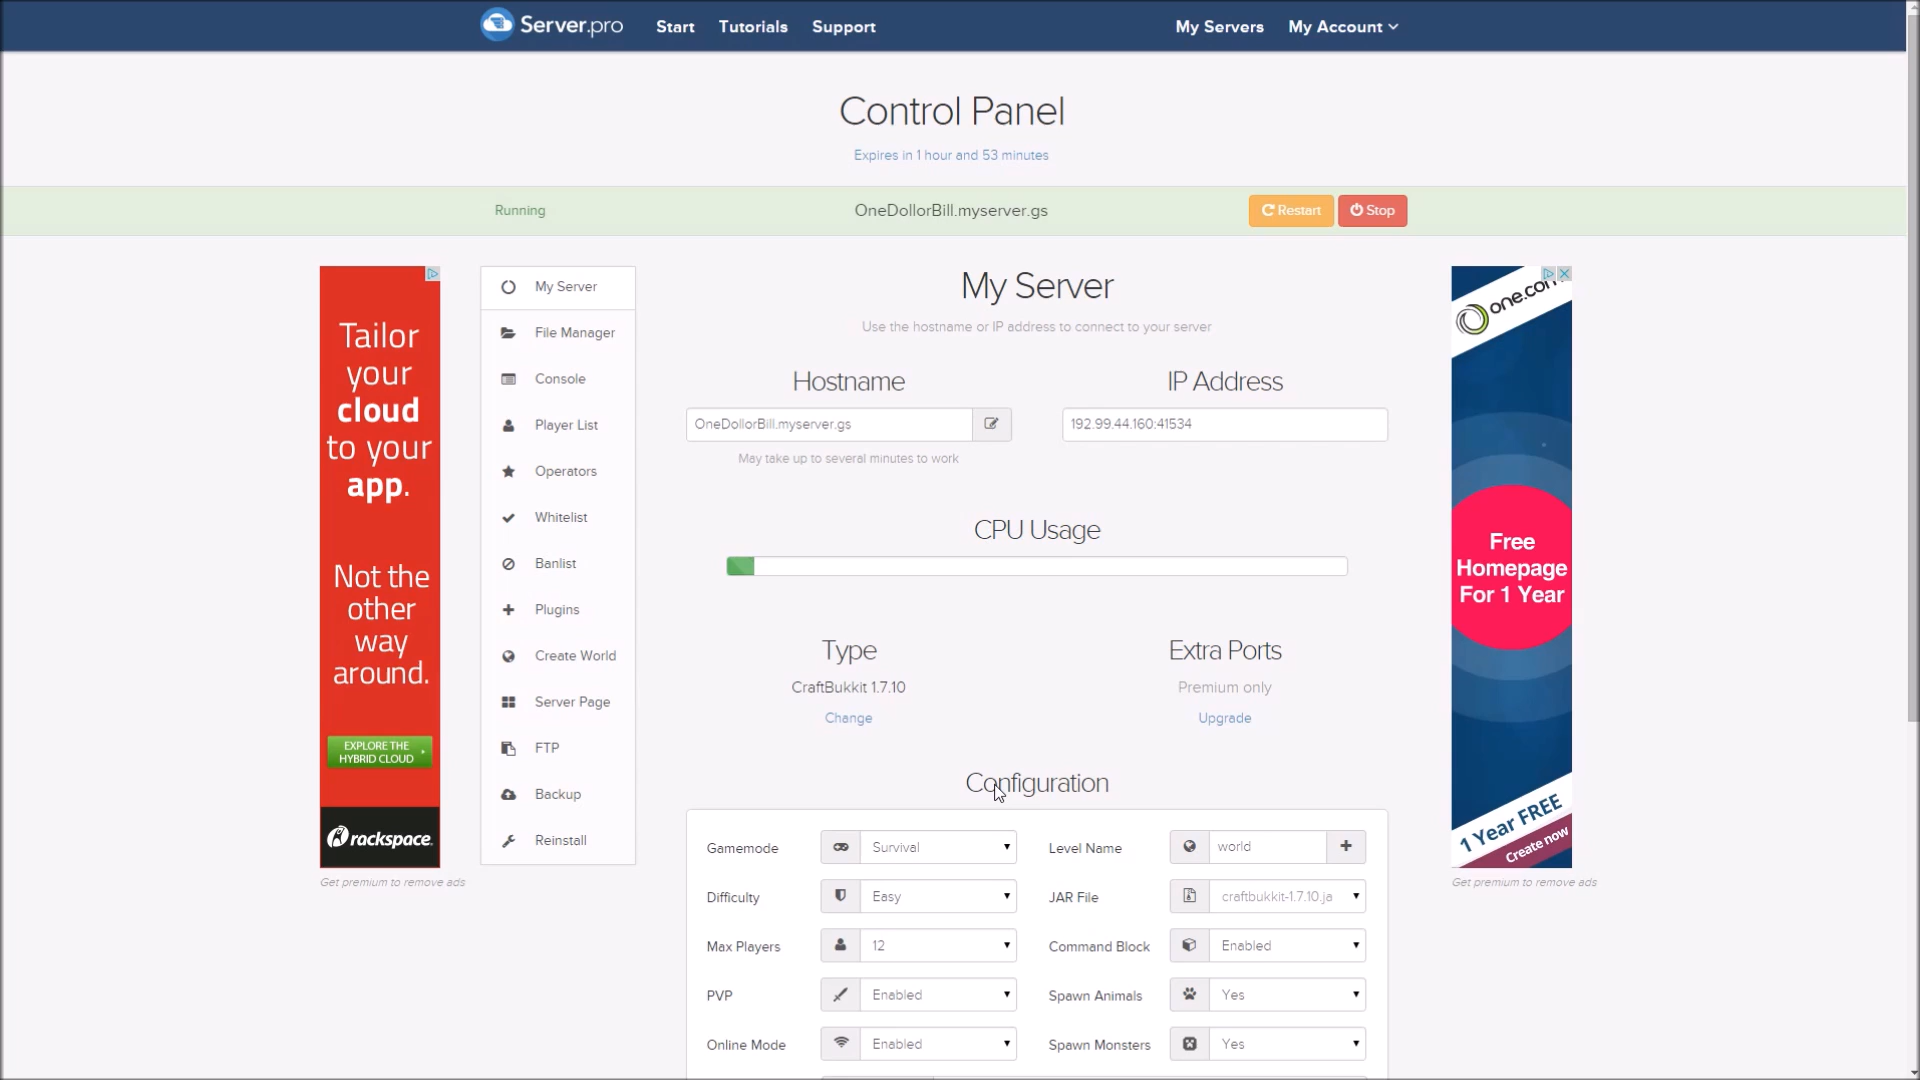 Server.pro
Start Tutorials Support My Servers My Account
Control Panel
Expires in 1 hour and 53 minutes
Running OneDollorBill.myserver.gs Restart Stop
Tailor
your
cloud
to your
app.
Not the
other
way
around.
EXPLORE THE
HYBRID CLOUD
rackspace.
Get premium to remove ads
My Server
File Manager
Console
Player List
Operators
Whitelist
Banlist
Plugins
Create World
Server Page
FTP
Backup
Reinstall
My Server
Use the hostname or IP address to connect to your server
Hostname IP Address
OneDollorBill.myserver.gs 192.99.44.160:41534
May take up to several minutes to work
CPU Usage
Type Extra Ports
CraftBukkit 1.7.10 Premium only
Change Upgrade
Configuration
Gamemode Survival Level Name world
Difficulty Easy JAR File craftbukkit-1.7.10.ja
Max Players 12 Command Block Enabled
PVP Enabled Spawn Animals Yes
Online Mode Enabled Spawn Monsters Yes
one.com
Free
Homepage
For 1 Year
1 Year FREE
Create now
Get premium to remove ads